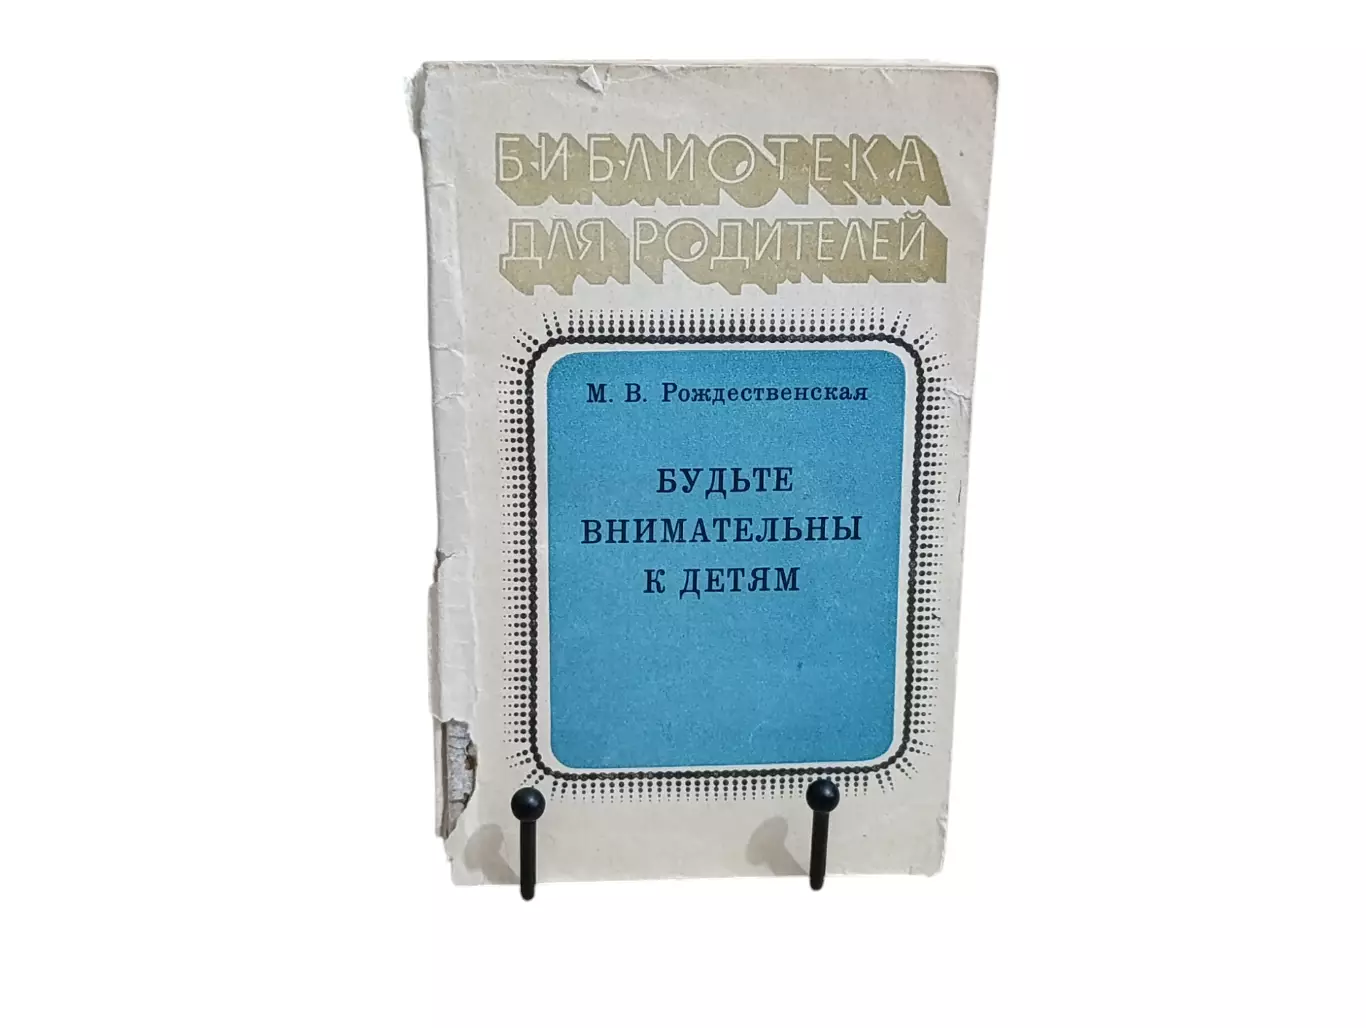 БИБЛИОТЕКА
ДЛЯ РОДИТЕЛЕЙ
М. В. Рождественская
БУДЬТЕ
ВНИМАТЕЛЬНЫ
К ДЕТЯМ